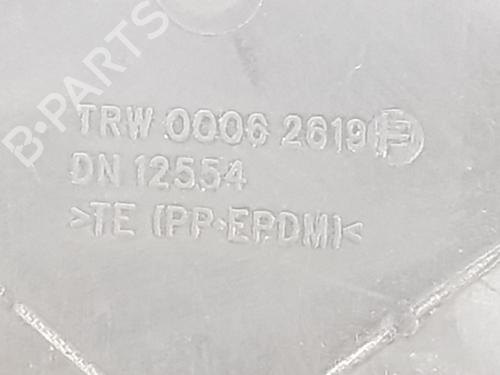 B-PARTS
TRW 0006 2619
DN 12554
>TE (PP-EPDM)<